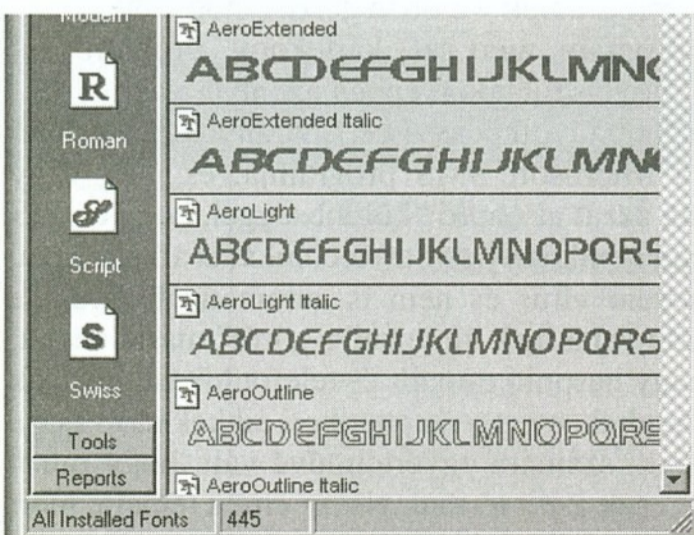 Modern
R
Roman
Script
S
Swiss
Tools
Reports
AeroExtended
ABCDEFGHIJKLMN
AeroExtended Italic
ABCDEFGHIJKLMN
AeroLight
ABCDEFGHIJKLMNOPQRS
AeroLight Italic
ABCDEFGHIJKLMNOPQRS
AeroOutline
ABCDEFGHIJKLMNOPQRS
AeroOutline Italic
All Installed Fonts 445